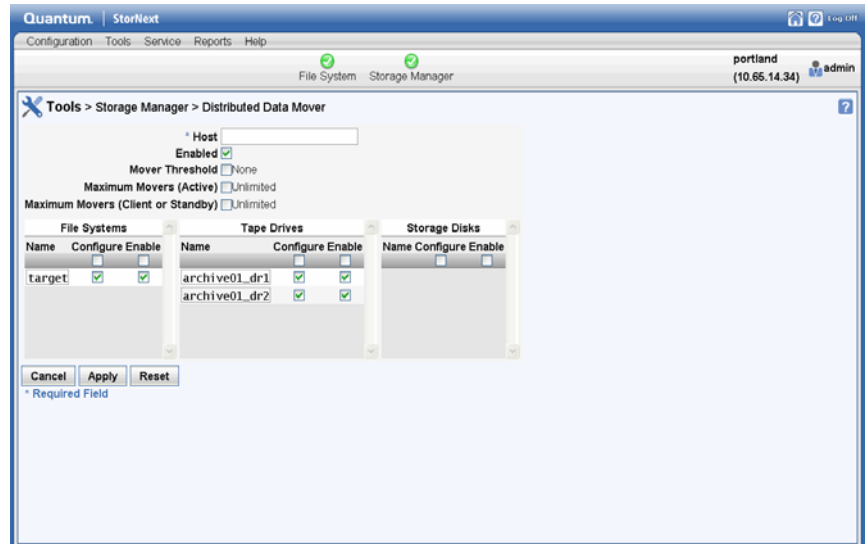 Quantum. StorNext Log Off
Configuration Tools Service Reports Help
File System Storage Manager
portland
(10.65.14.34)
admin
Tools > Storage Manager > Distributed Data Mover
* Host
Enabled
Mover Threshold None
Maximum Movers (Active) Unlimited
Maximum Movers (Client or Standby) Unlimited
File Systems Tape Drives Storage Disks
Name Configure Enable Name Configure Enable Name Configure Enable
target archive01_dr1
archive01_dr2
Cancel Apply Reset
* Required Field